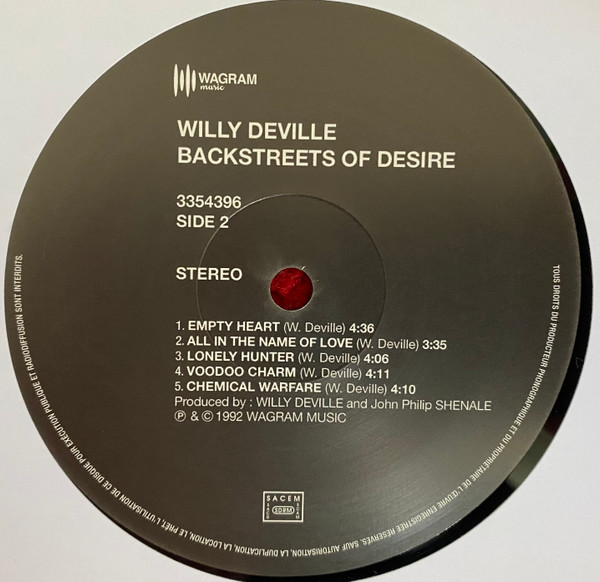 WAGRAM
music
WILLY DEVILLE
BACKSTREETS OF DESIRE
3354396
SIDE 2
STEREO
1. EMPTY HEART (W. Deville) 4:36
2. ALL IN THE NAME OF LOVE (W. Deville) 3:35
3. LONELY HUNTER (W. Deville) 4:06
4. VOODOO CHARM (W. Deville) 4:11
5. CHEMICAL WARFARE (W. Deville) 4:10
Produced by : WILLY DEVILLE and John Philip SHENALE
℗ & © 1992 WAGRAM MUSIC
SACEM
SDRM
TOUS DROITS DU PRODUCTEUR PHONOGRAPHIQUE ET DU PROPRIETAIRE DE L'ŒUVRE ENREGISTREE RESERVES. SAUF AUTORISATION, LA DUPLICATION, LA LOCATION, LE PRÊT, L'UTILISATION DE CE DISQUE POUR EXÉCUTION PUBLIQUE ET RADIODIFFUSION SONT INTERDITS.